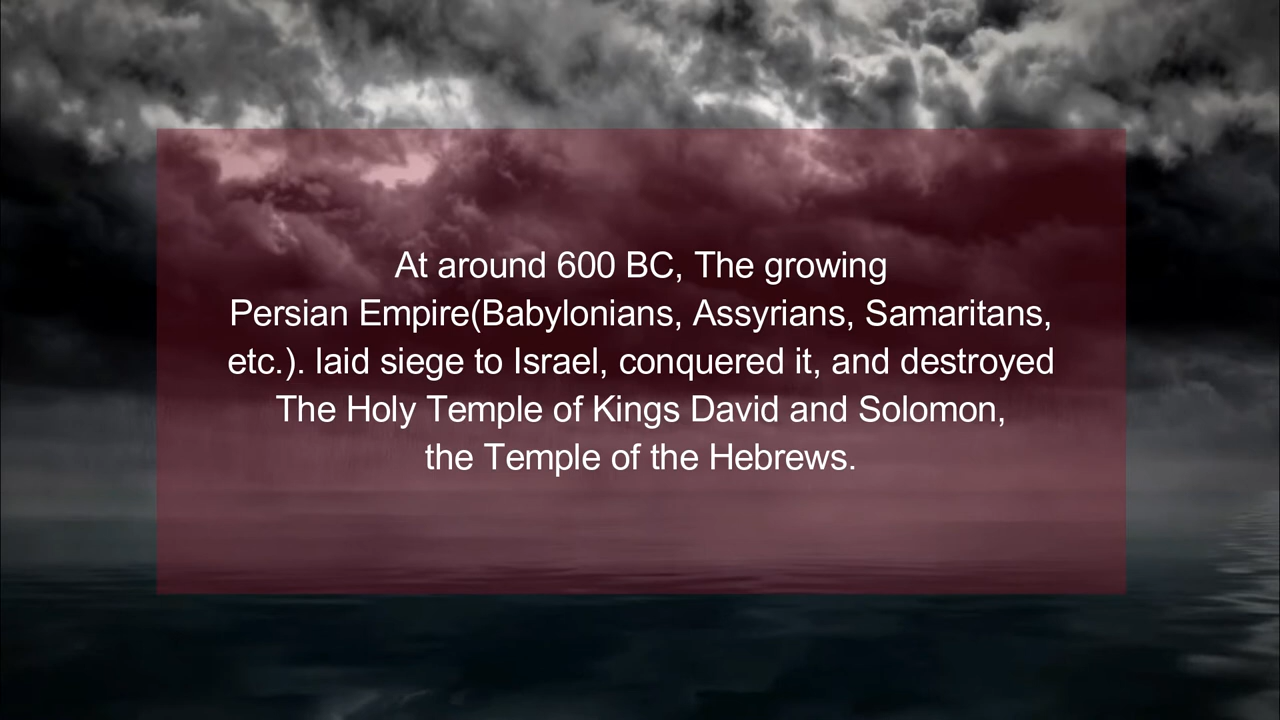 At around 600 BC, The growing
Persian Empire(Babylonians, Assyrians, Samaritans,
etc.). laid siege to Israel, conquered it, and destroyed
The Holy Temple of Kings David and Solomon,
the Temple of the Hebrews.